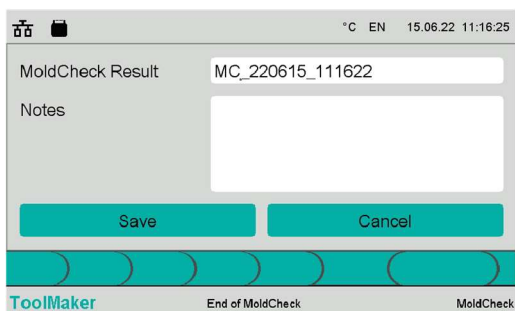 °C EN 15.06.22 11:16:25
MoldCheck Result MC_220615_111622
Notes
Save Cancel
ToolMaker End of MoldCheck MoldCheck